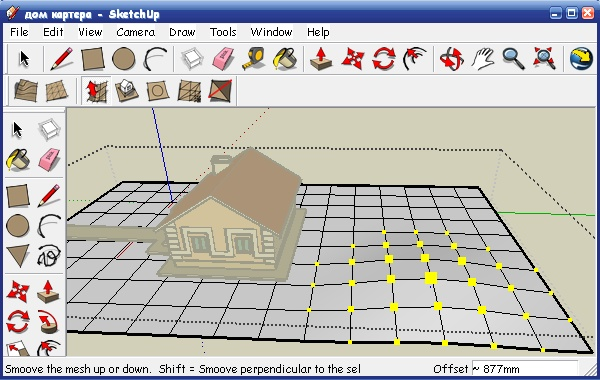 дом картера - SketchUp
File Edit View Camera Draw Tools Window Help
Smoove the mesh up or down. Shift = Smoove perpendicular to the sel Offset ~ 877mm